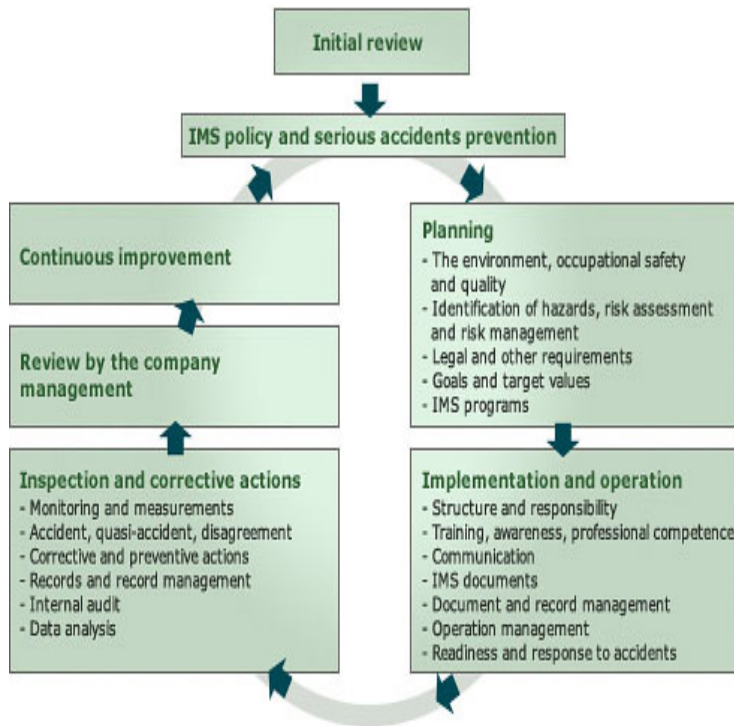 Initial review
IMS policy and serious accidents prevention
Continuous improvement
Review by the company
management
Inspection and corrective actions
- Monitoring and measurements
- Accident, quasi-accident, disagreement
- Corrective and preventive actions
- Records and record management
- Internal audit
- Data analysis
Planning
- The environment, occupational safety
and quality
- Identification of hazards, risk assessment
and risk management
- Legal and other requirements
- Goals and target values
- IMS programs
Implementation and operation
- Structure and responsibility
- Training, awareness, professional competence
- Communication
- IMS documents
- Document and record management
- Operation management
- Readiness and response to accidents